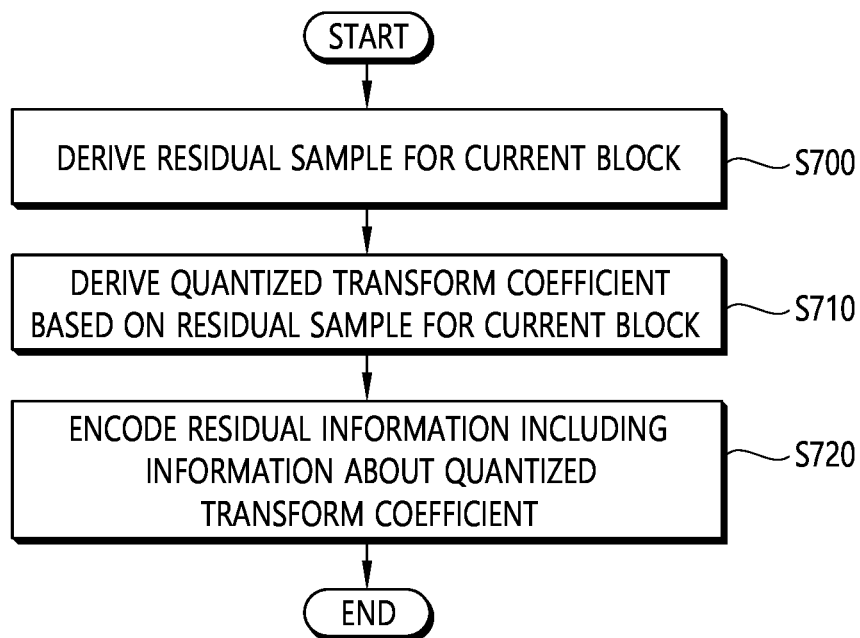 START
DERIVE RESIDUAL SAMPLE FOR CURRENT BLOCK
S700
DERIVE QUANTIZED TRANSFORM COEFFICIENT
BASED ON RESIDUAL SAMPLE FOR CURRENT BLOCK
S710
ENCODE RESIDUAL INFORMATION INCLUDING
INFORMATION ABOUT QUANTIZED
TRANSFORM COEFFICIENT
S720
END